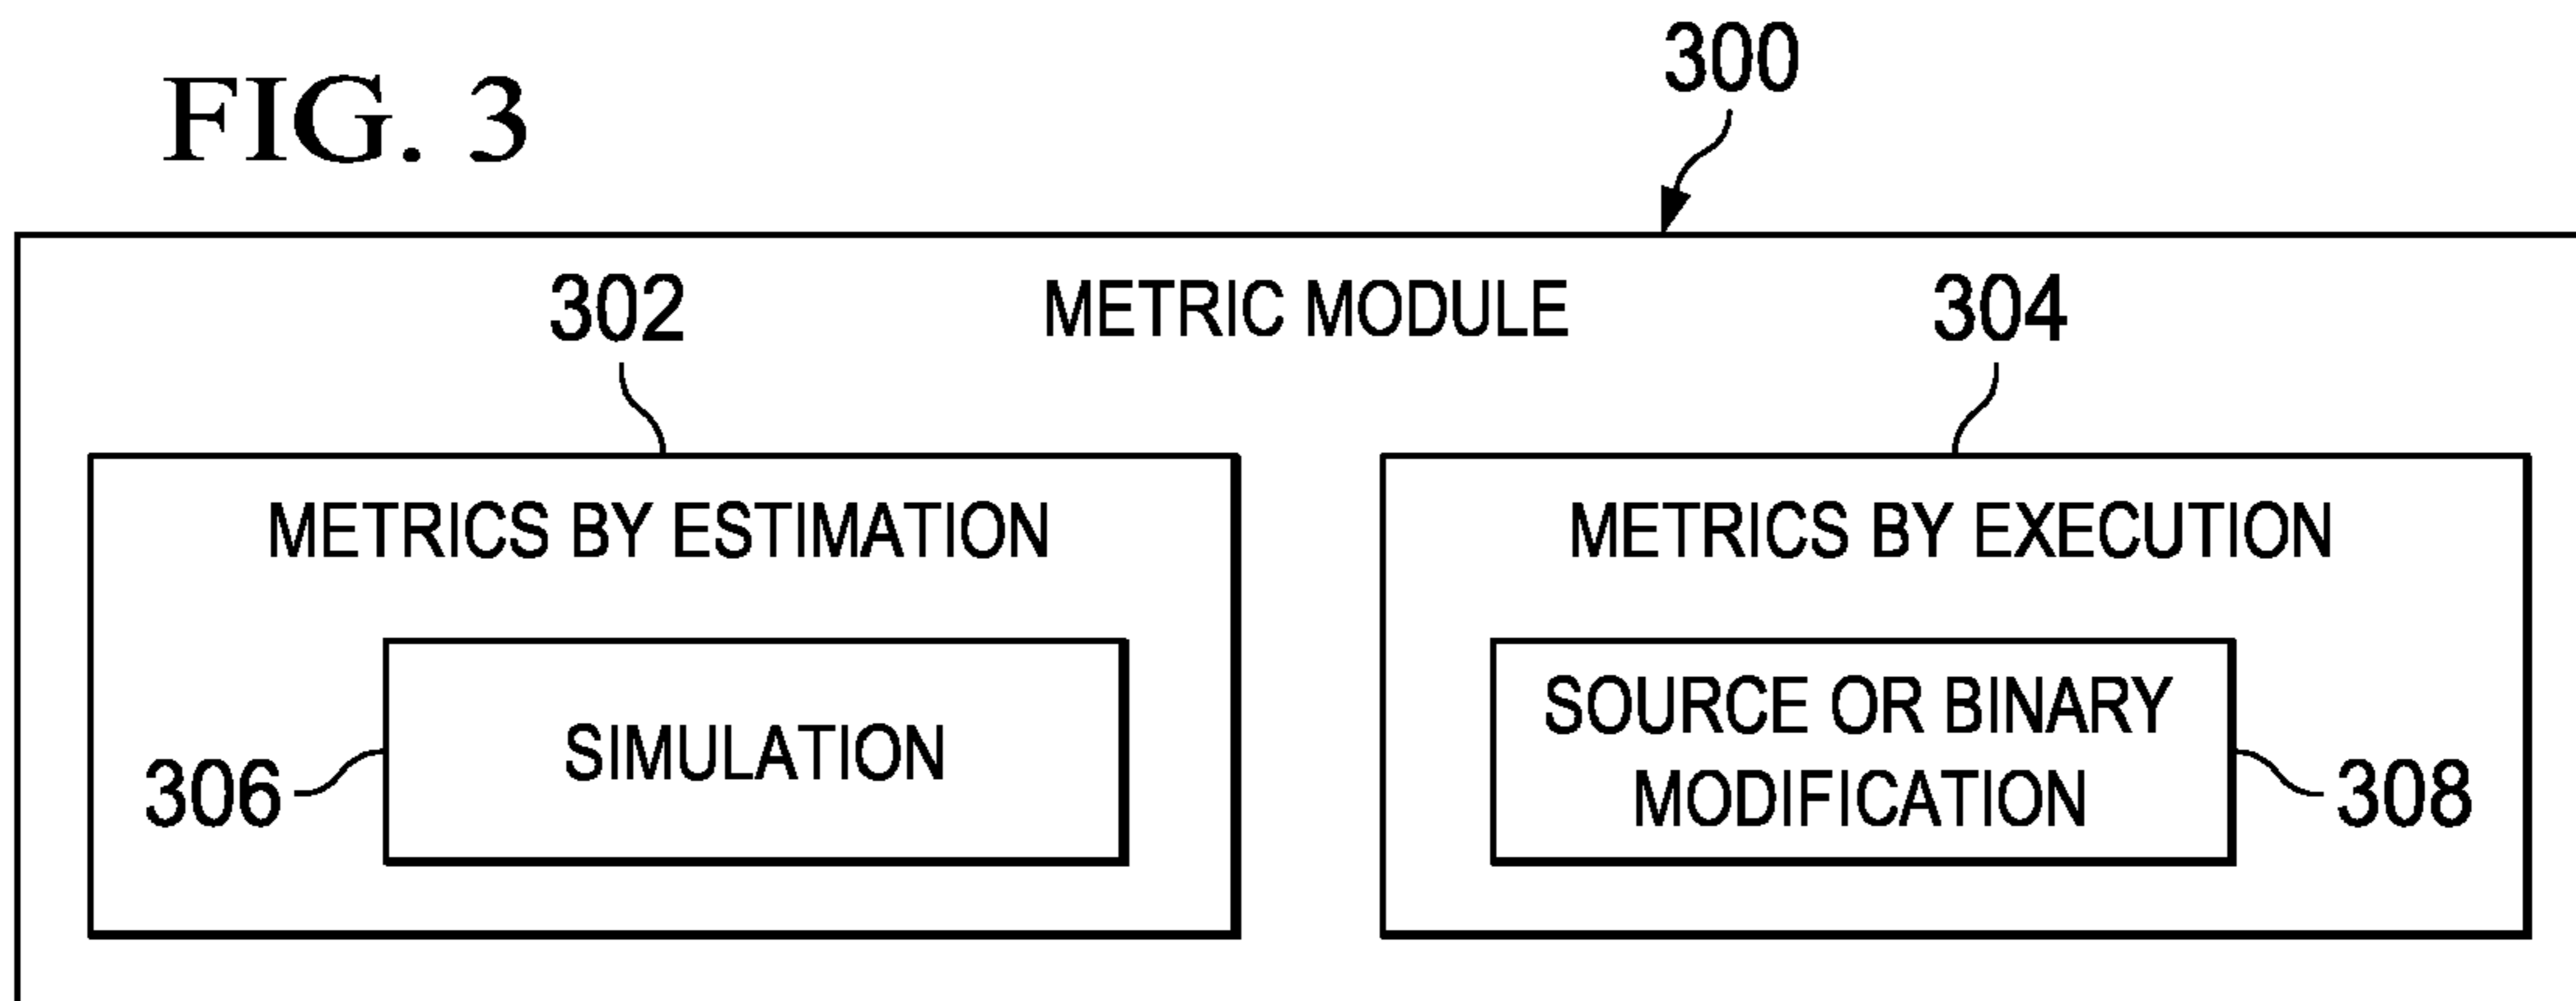 FIG. 3
300
METRIC MODULE
302
304
METRICS BY ESTIMATION
METRICS BY EXECUTION
306
SIMULATION
SOURCE OR BINARY
MODIFICATION
308